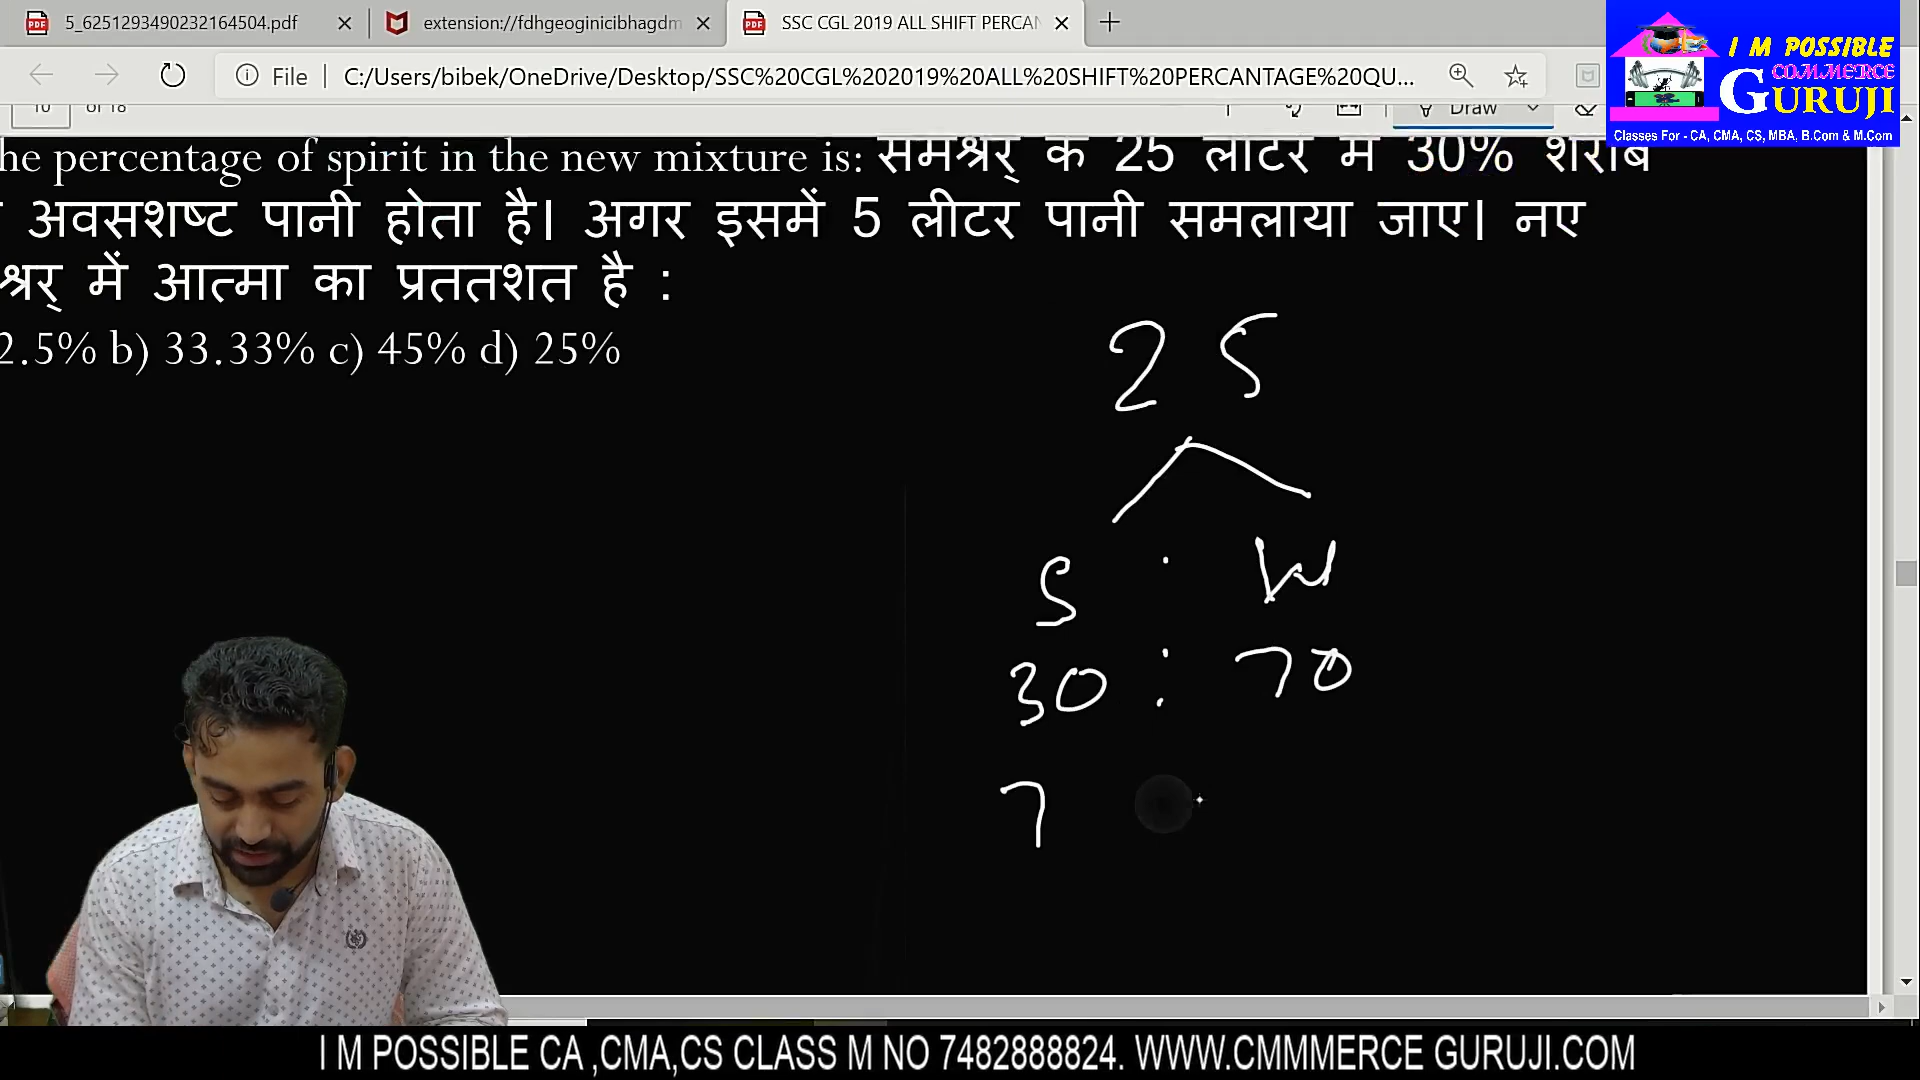 5_6251293490232164504.pdf
extension://fdhgeoginicibhagdm
SSC CGL 2019 ALL SHIFT PERCAN
File
C:/Users/bibek/OneDrive/Desktop/SSC%20CGL%202019%20ALL%20SHIFT%20PERCANTAGE%20QU...
10 of 18
Draw
I M POSSIBLE
COMMERCE
GURUJI
Classes For - CA, CMA, CS, MBA, B.Com & M.Com
he percentage of spirit in the new mixture is: समश्रर् के 25 लीटर में 30% शराब
अवसशष्ट पानी होता है। अगर इसमें 5 लीटर पानी समलाया जाए। नए
श्रर् में आत्मा का प्रततशत है :
2.5% b) 33.33% c) 45% d) 25%
25
S : W
30 : 70
7
I M POSSIBLE CA ,CMA,CS CLASS M NO 7482888824. WWW.CMMMERCE GURUJI.COM